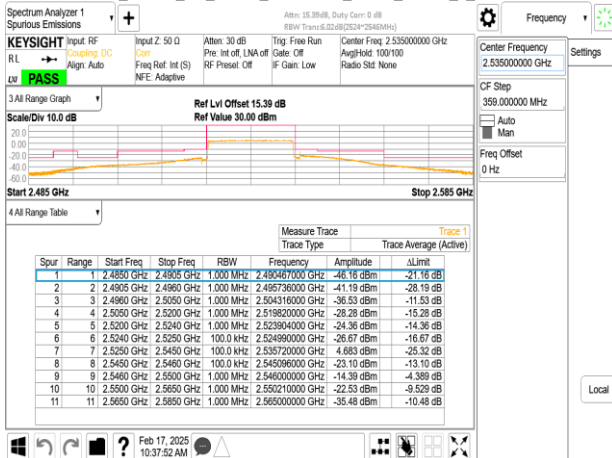 Spectrum Analyzer 1
Spurious Emissions
Attn: 15.39dB, Duty Corr: 0 dB
RBW Trans:6.02dB(2524~2545MHz)
Frequency
KEYSIGHT
Input: RF
Coupling: DC
Align: Auto
Input Z: 50 Ω
Corr
Freq Ref: Int (S)
NFE: Adaptive
Atten: 30 dB
Pre: Int off, LNA off
RF Preset: Off
Trig: Free Run
Gate: Off
IF Gain: Low
Center Freq: 2.535000000 GHz
Avg|Hold: 100/100
Radio Std: None
RL
LXI PASS
Center Frequency
2.535000000 GHz
Settings
CF Step
359.000000 MHz
Auto
Man
Freq Offset
0 Hz
Local
3 All Range Graph
Scale/Div 10.0 dB
Ref Lvl Offset 15.39 dB
Ref Value 30.00 dBm
20.0
0.00
-20.0
-40.0
-60.0
Start 2.485 GHz
Stop 2.585 GHz
4 All Range Table
Measure Trace Trace 1
Trace Type Trace Average (Active)
Spur Range Start Freq Stop Freq RBW Frequency Amplitude ΔLimit
1 1 2.4850 GHz 2.4905 GHz 1.000 MHz 2.490467000 GHz -46.16 dBm -21.16 dB
2 2 2.4905 GHz 2.4960 GHz 1.000 MHz 2.495736000 GHz -41.19 dBm -28.19 dB
3 3 2.4960 GHz 2.5050 GHz 1.000 MHz 2.504316000 GHz -36.53 dBm -11.53 dB
4 4 2.5050 GHz 2.5200 GHz 1.000 MHz 2.519820000 GHz -28.28 dBm -15.28 dB
5 5 2.5200 GHz 2.5240 GHz 1.000 MHz 2.523904000 GHz -24.36 dBm -14.36 dB
6 6 2.5240 GHz 2.5250 GHz 100.0 kHz 2.524990000 GHz -26.67 dBm -16.67 dB
7 7 2.5250 GHz 2.5450 GHz 100.0 kHz 2.535720000 GHz 4.683 dBm -25.32 dB
8 8 2.5450 GHz 2.5460 GHz 100.0 kHz 2.545096000 GHz -23.10 dBm -13.10 dB
9 9 2.5460 GHz 2.5500 GHz 1.000 MHz 2.546000000 GHz -14.39 dBm -4.389 dB
10 10 2.5500 GHz 2.5650 GHz 1.000 MHz 2.550210000 GHz -22.53 dBm -9.529 dB
11 11 2.5650 GHz 2.5850 GHz 1.000 MHz 2.565000000 GHz -35.48 dBm -10.48 dB
Feb 17, 2025
10:37:52 AM